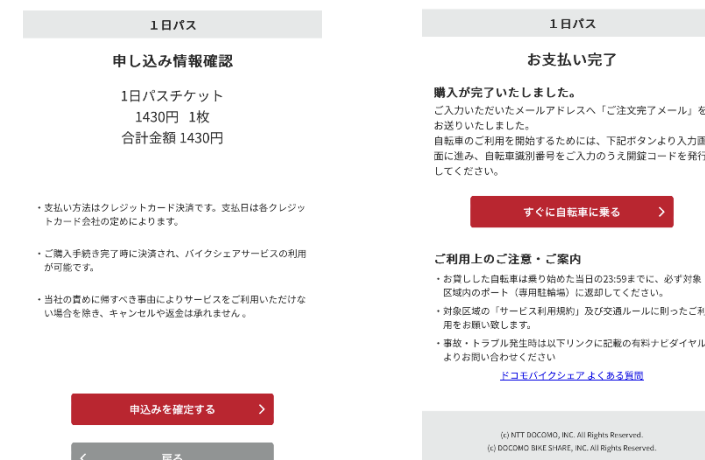 1日パス
申し込み情報確認
1日パスチケット
1430円 1枚
合計金額 1430円
・支払い方法はクレジットカード決済です。支払日は各クレジッ
トカード会社の定めによります。
・ご購入手続き完了時に決済され、バイクシェアサービスの利用
が可能です。
・当社の責めに帰すべき事由によりサービスをご利用いただけな
い場合を除き、キャンセルや返金は承れません 。
申込みを確定する
戻る
1日パス
お支払い完了
購入が完了いたしました。
ご入力いただいたメールアドレスへ「ご注文完了メール」を
お送りいたしました。
自転車のご利用を開始するためには、下記ボタンより入力画
面に進み、自転車識別番号をご入力のうえ開錠コードを発行
してください。
すぐに自転車に乗る
ご利用上のご注意・ご案内
・お貸しした自転車は乗り始めた当日の23:59までに、必ず対象
区域内のポート（専用駐輪場）に返却してください。
・対象区域の「サービス利用規約」及び交通ルールに則ったご利
用をお願い致します。
・事故・トラブル発生時は以下リンクに記載の有料ナビダイヤル
よりお問い合わせください
ドコモバイクシェア よくある質問
(c) NTT DOCOMO, INC. All Rights Reserved.
(c) DOCOMO BIKE SHARE, INC. All Rights Reserved.